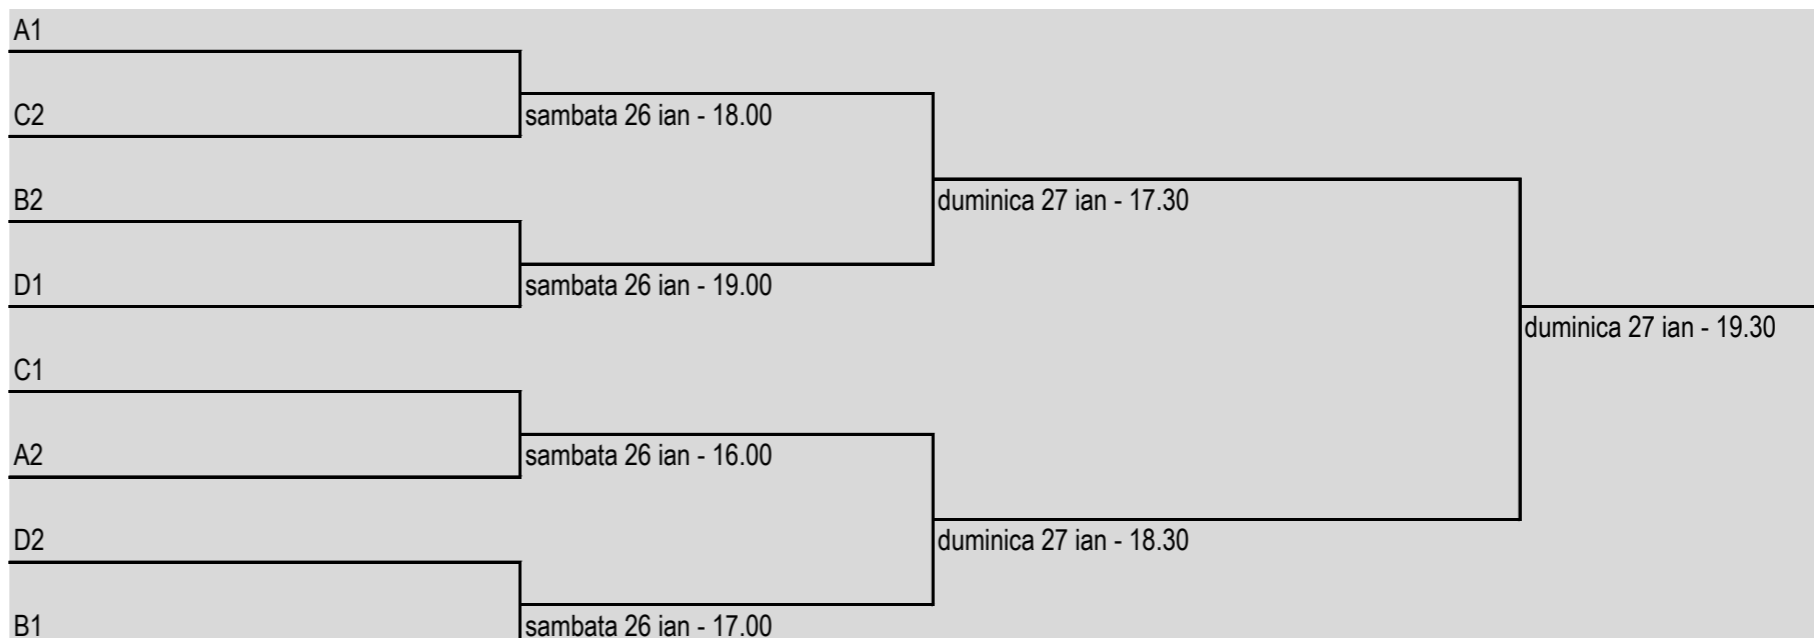 A1
C2
sambata 26 ian - 18.00
B2
duminica 27 ian - 17.30
D1
sambata 26 ian - 19.00
duminica 27 ian - 19.30
C1
A2
sambata 26 ian - 16.00
D2
duminica 27 ian - 18.30
B1
sambata 26 ian - 17.00